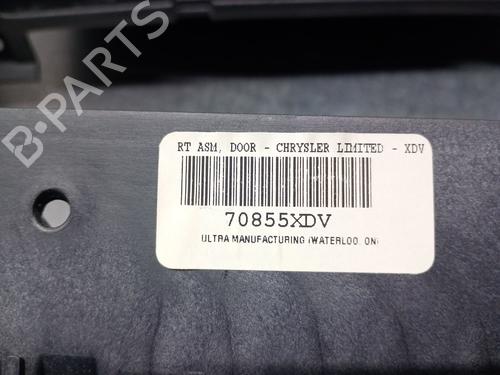 B-PARTS
RT ASM, DOOR - CHRYSLER LIMITED - XDV
70855XDV
ULTRA MANUFACTURING (WATERLOO, ON)